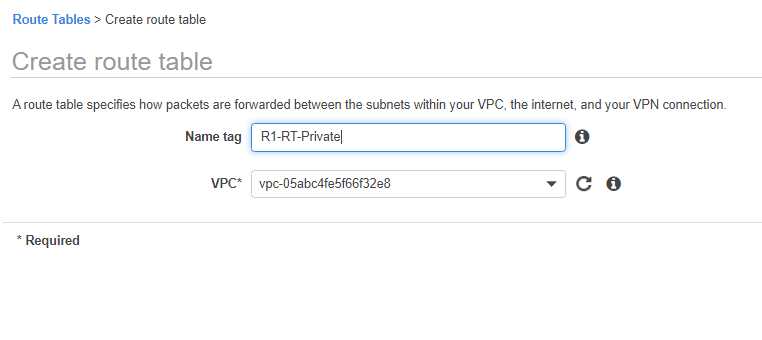 Route Tables > Create route table
Create route table
A route table specifies how packets are forwarded between the subnets within your VPC, the internet, and your VPN connection.
Name tag R1-RT-Private
VPC* vpc-05abc4fe5f66f32e8
* Required